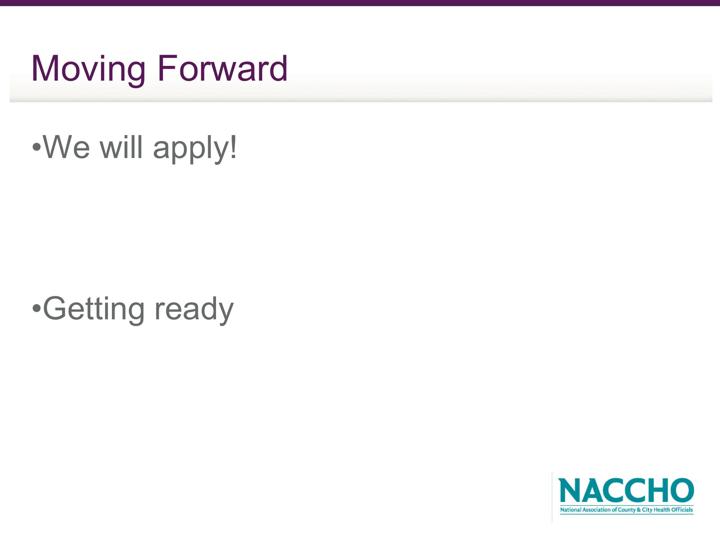 Moving Forward
•We will apply!
•Getting ready
NACCHO
National Association of County & City Health Officials